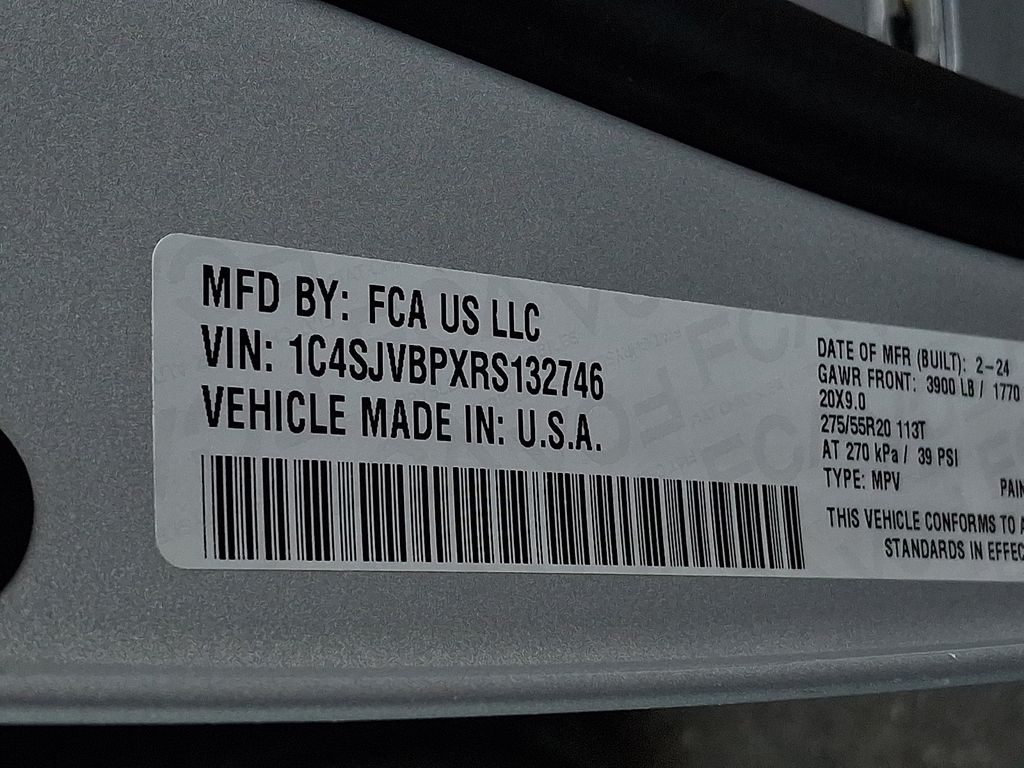 MFD BY: FCA US LLC
VIN: 1C4SJVBPXRS132746
VEHICLE MADE IN: U.S.A.
DATE OF MFR (BUILT): 2-24
GAWR FRONT: 3900 LB / 1770
20X9.0
275/55R20 113T
AT 270 kPa / 39 PSI
TYPE: MPV
PAIN
THIS VEHICLE CONFORMS TO A
STANDARDS IN EFFEC